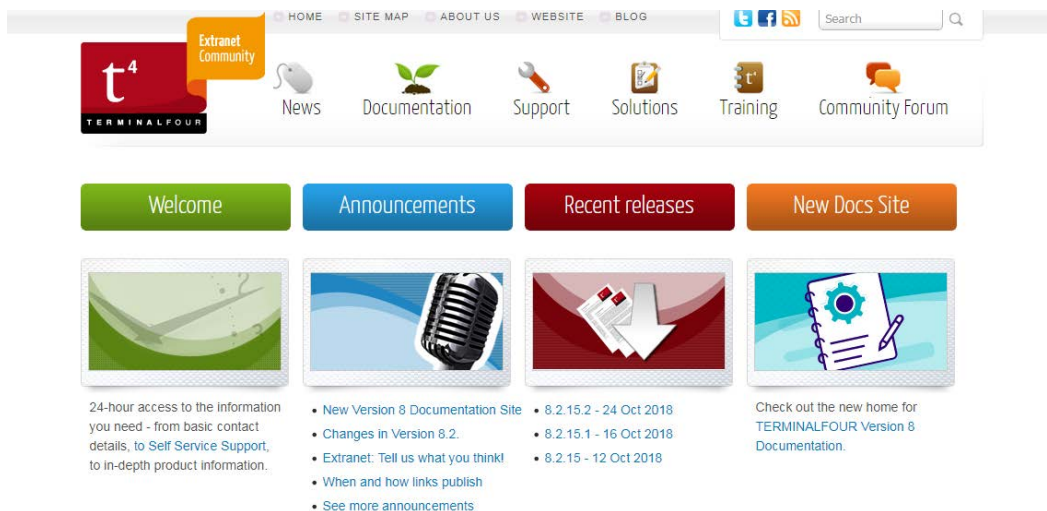 HOME SITE MAP ABOUT US WEBSITE BLOG
Search
Extranet
Community
t4
TERMINALFOUR
News Documentation Support Solutions Training Community Forum
Welcome
Announcements
Recent releases
New Docs Site
24-hour access to the information
you need - from basic contact
details, to Self Service Support,
to in-depth product information.
New Version 8 Documentation Site
Changes in Version 8.2.
Extranet: Tell us what you think!
When and how links publish
See more announcements
8.2.15.2 - 24 Oct 2018
8.2.15.1 - 16 Oct 2018
8.2.15 - 12 Oct 2018
Check out the new home for
TERMINALFOUR Version 8
Documentation.